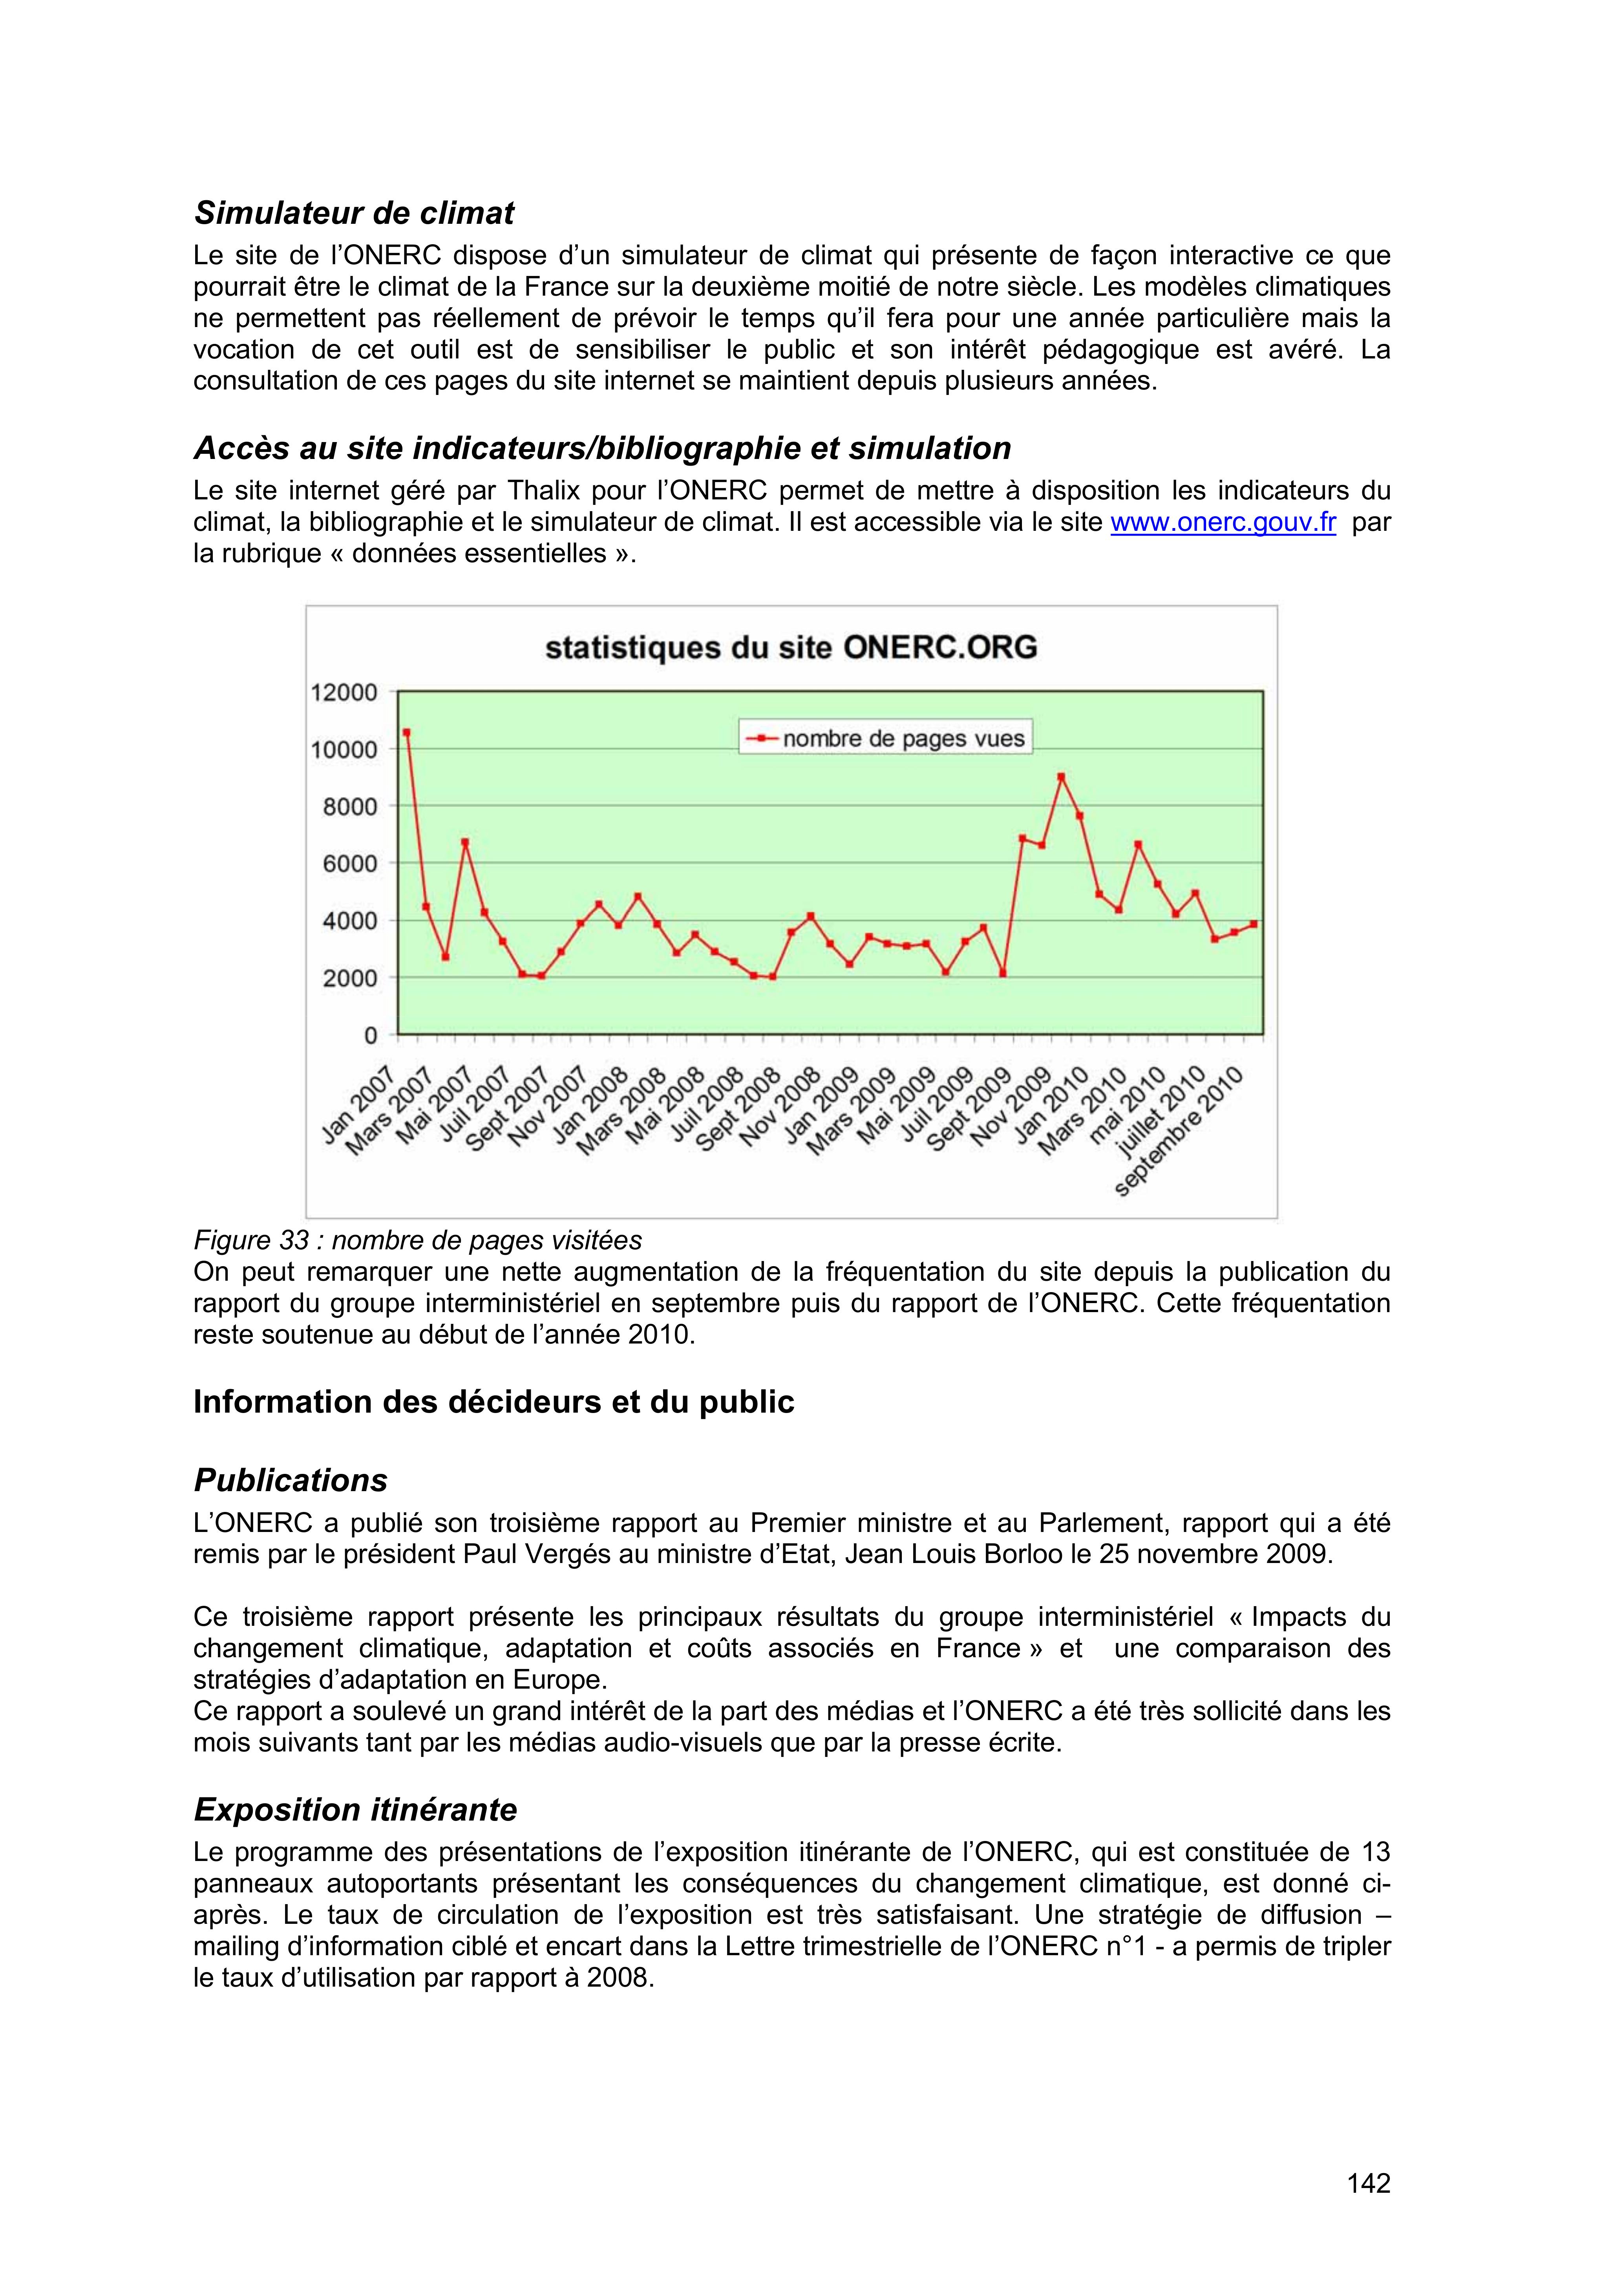 Simulateur de climat
Le site de l’ONERC dispose d’un simulateur de climat qui présente de façon interactive ce que
pourrait être le climat de la France sur la deuxième moitié de notre siècle. Les modèles climatiques
ne permettent pas réellement de prévoir le temps qu’il fera pour une année particulière mais la
vocation de cet outil est de sensibiliser le public et son intérêt pédagogique est avéré. La
consultation de ces pages du site internet se maintient depuis plusieurs années.
Accès au site indicateurs/bibliographie et simulation
Le site internet géré par Thalix pour l’ONERC permet de mettre à disposition les indicateurs du
climat, la bibliographie et le simulateur de climat. Il est accessible via le site www.onerc.gouv.fr par
la rubrique « données essentielles ».
statistiques du site ONERC.ORG
12000
10000
8000
6000
4000
2000
0
nombre de pages vues
Jan 2007
Mars 2007
Mai 2007
Juil 2007
Sept 2007
Nov 2007
Jan 2008
Mars 2008
Mai 2008
Juil 2008
Sept 2008
Nov 2008
Jan 2009
Mars 2009
Mai 2009
Juil 2009
Sept 2009
Nov 2009
Jan 2010
Mars 2010
mai 2010
juillet 2010
septembre 2010
Figure 33 : nombre de pages visitées
On peut remarquer une nette augmentation de la fréquentation du site depuis la publication du
rapport du groupe interministériel en septembre puis du rapport de l’ONERC. Cette fréquentation
reste soutenue au début de l’année 2010.
Information des décideurs et du public
Publications
L’ONERC a publié son troisième rapport au Premier ministre et au Parlement, rapport qui a été
remis par le président Paul Vergés au ministre d’Etat, Jean Louis Borloo le 25 novembre 2009.
Ce troisième rapport présente les principaux résultats du groupe interministériel « Impacts du
changement climatique, adaptation et coûts associés en France » et une comparaison des
stratégies d’adaptation en Europe.
Ce rapport a soulevé un grand intérêt de la part des médias et l’ONERC a été très sollicité dans les
mois suivants tant par les médias audio-visuels que par la presse écrite.
Exposition itinérante
Le programme des présentations de l’exposition itinérante de l’ONERC, qui est constituée de 13
panneaux autoportants présentant les conséquences du changement climatique, est donné ci-
après. Le taux de circulation de l’exposition est très satisfaisant. Une stratégie de diffusion –
mailing d’information ciblé et encart dans la Lettre trimestrielle de l’ONERC n°1 - a permis de tripler
le taux d’utilisation par rapport à 2008.
142